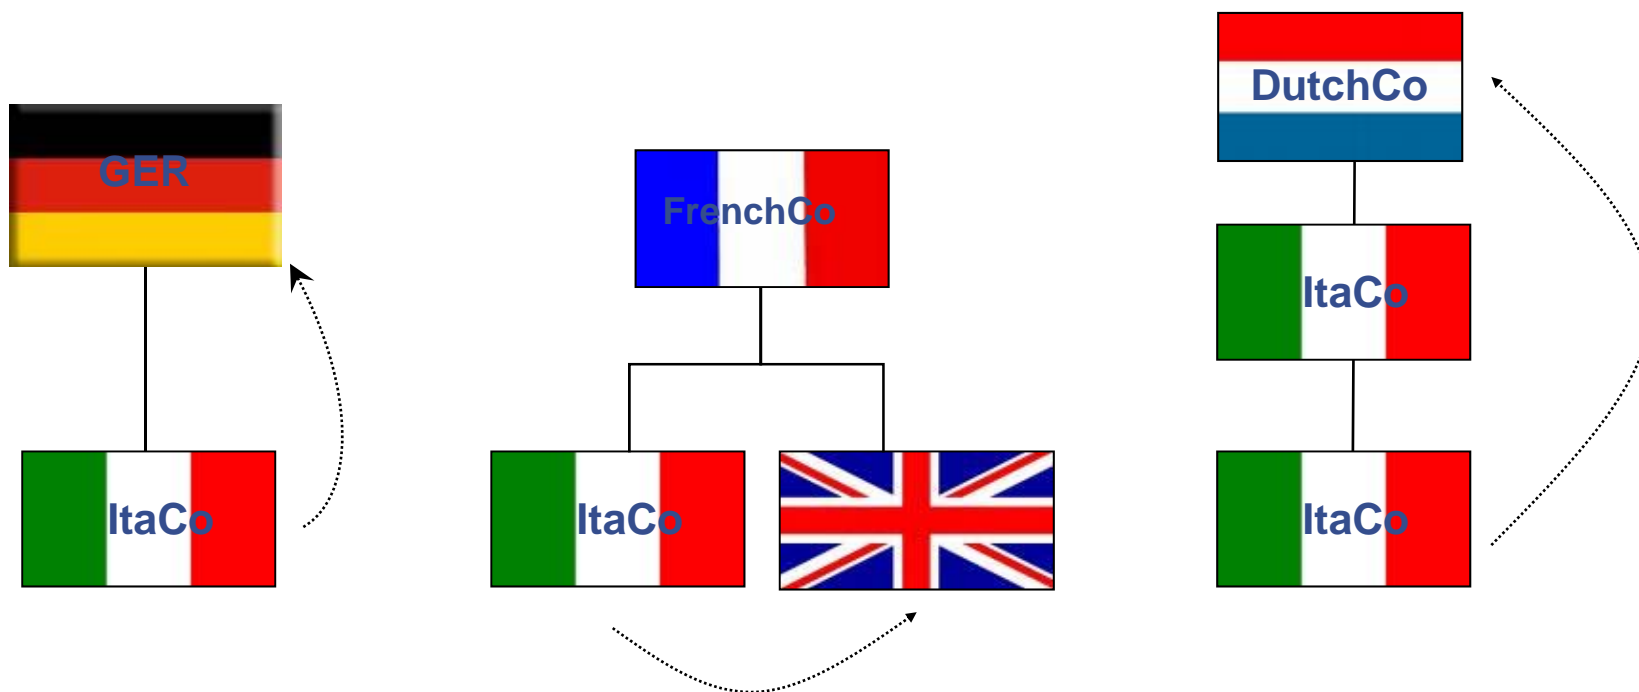 GER
ItaCo
FrenchCo
ItaCo
DutchCo
ItaCo
ItaCo